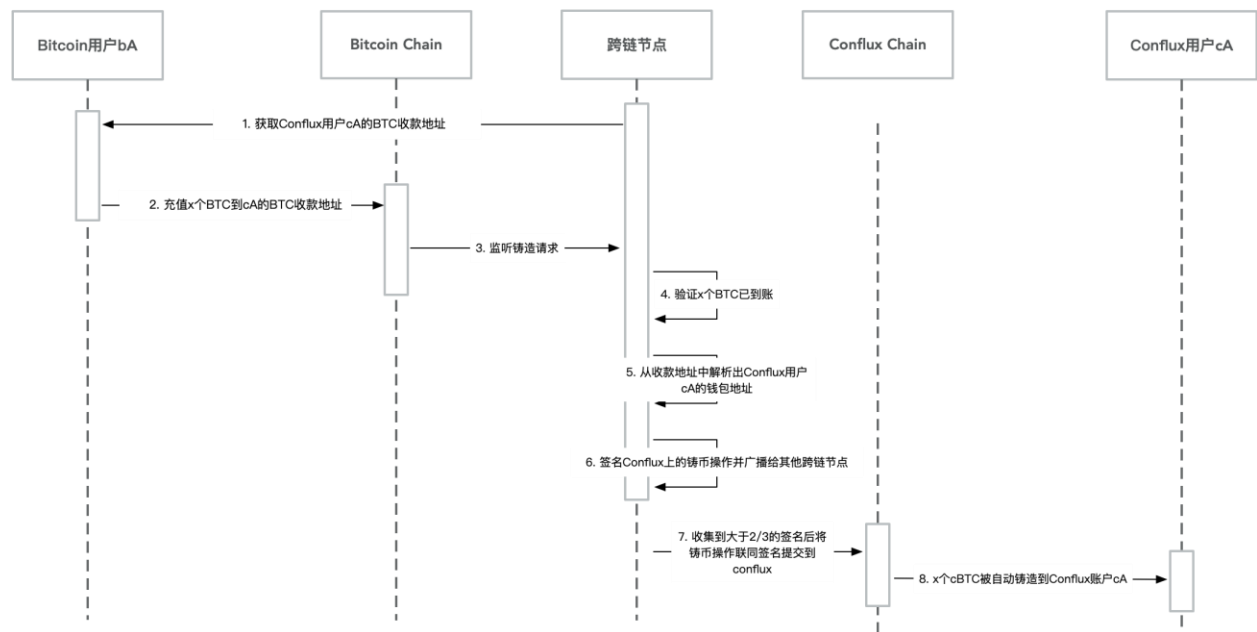 Bitcoin用户bA
Bitcoin Chain
跨链节点
Conflux Chain
Conflux用户cA
1. 获取Conflux用户cA的BTC收款地址
2. 充值x个BTC到cA的BTC收款地址
3. 监听铸造请求
4. 验证x个BTC已到账
5. 从收款地址中解析出Conflux用户
cA的钱包地址
6. 签名Conflux上的铸币操作并广播给其他跨链节点
7. 收集到大于2/3的签名后将
铸币操作联同签名提交到
conflux
8. x个cBTC被自动铸造到Conflux账户cA